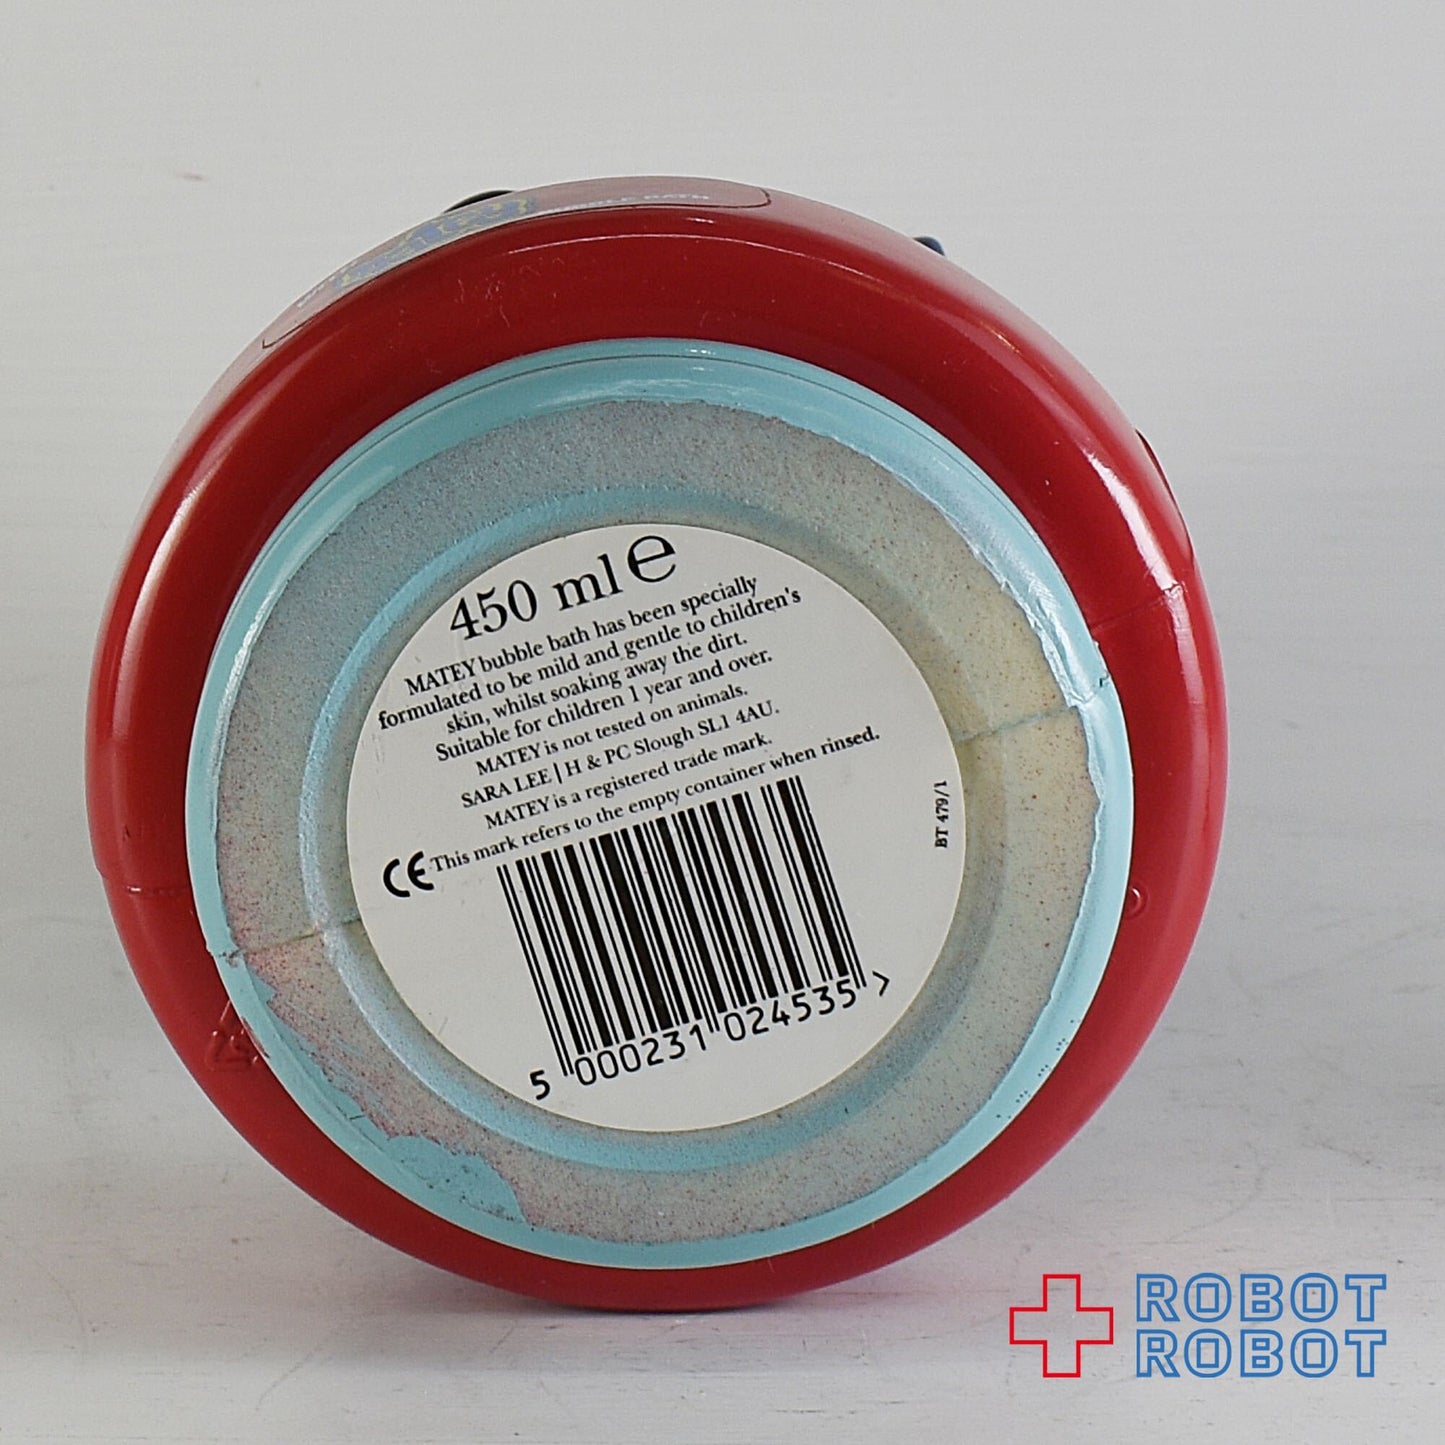 BUBBLE BATH
450 ml ℮
MATEY bubble bath has been specially
formulated to be mild and gentle to children's
skin, whilst soaking away the dirt.
Suitable for children 1 year and over.
MATEY is not tested on animals.
SARA LEE | H & PC Slough SL1 4AU.
MATEY is a registered trade mark.
CE This mark refers to the empty container when rinsed.
BT 479/1
5 000231 024535 >
ROBOT
ROBOT